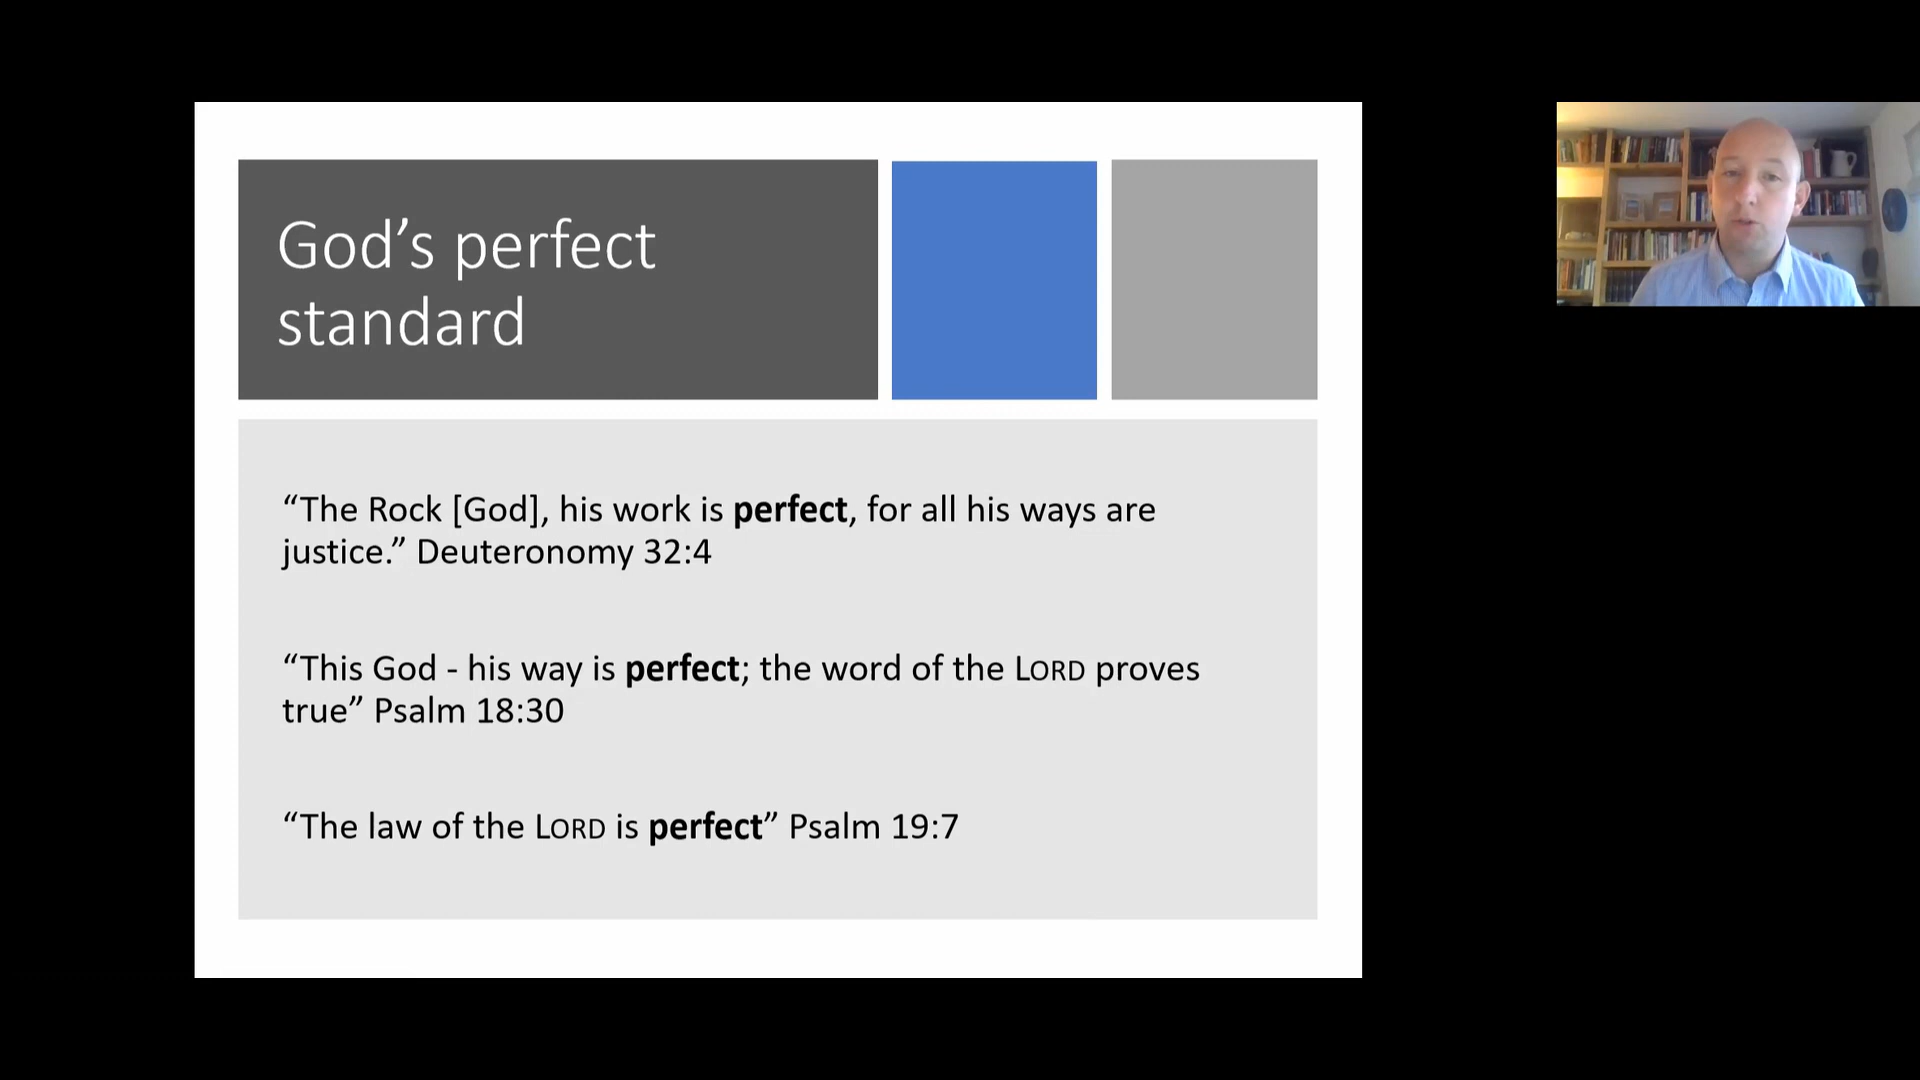 God’s perfect
standard
“The Rock [God], his work is perfect, for all his ways are
justice.” Deuteronomy 32:4
“This God - his way is perfect; the word of the LORD proves
true” Psalm 18:30
“The law of the LORD is perfect” Psalm 19:7